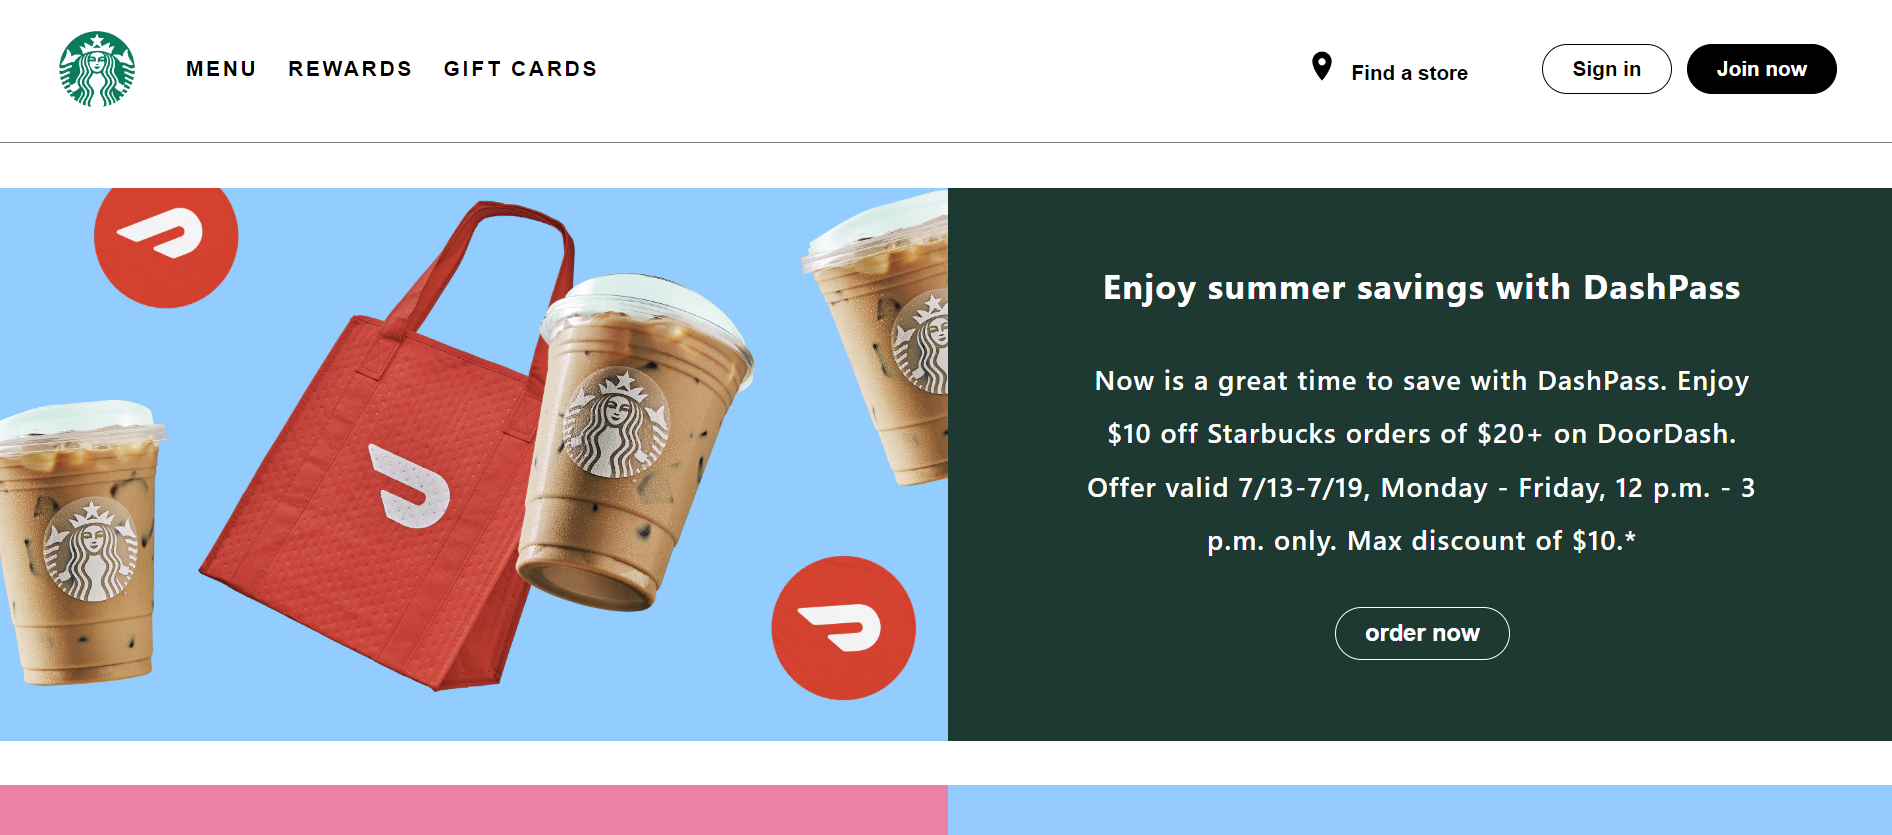 MENU REWARDS GIFT CARDS Find a store Sign in Join now
Enjoy summer savings with DashPass
Now is a great time to save with DashPass. Enjoy
$10 off Starbucks orders of $20+ on DoorDash.
Offer valid 7/13-7/19, Monday - Friday, 12 p.m. - 3
p.m. only. Max discount of $10.*
order now